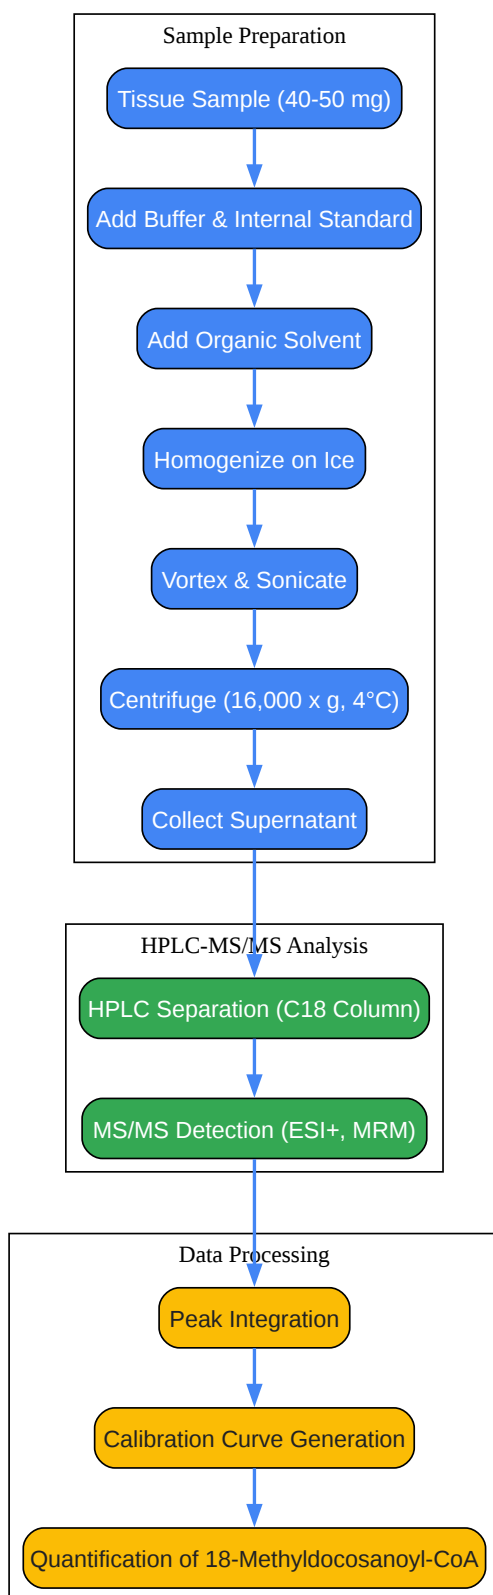 Sample Preparation
Tissue Sample (40-50 mg)
Add Buffer & Internal Standard
Add Organic Solvent
Homogenize on Ice
Vortex & Sonicate
Centrifuge (16,000 x g, 4°C)
Collect Supernatant
HPLC-MS/MS Analysis
HPLC Separation (C18 Column)
MS/MS Detection (ESI+, MRM)
Data Processing
Peak Integration
Calibration Curve Generation
Quantification of 18-Methyldocosanoyl-CoA